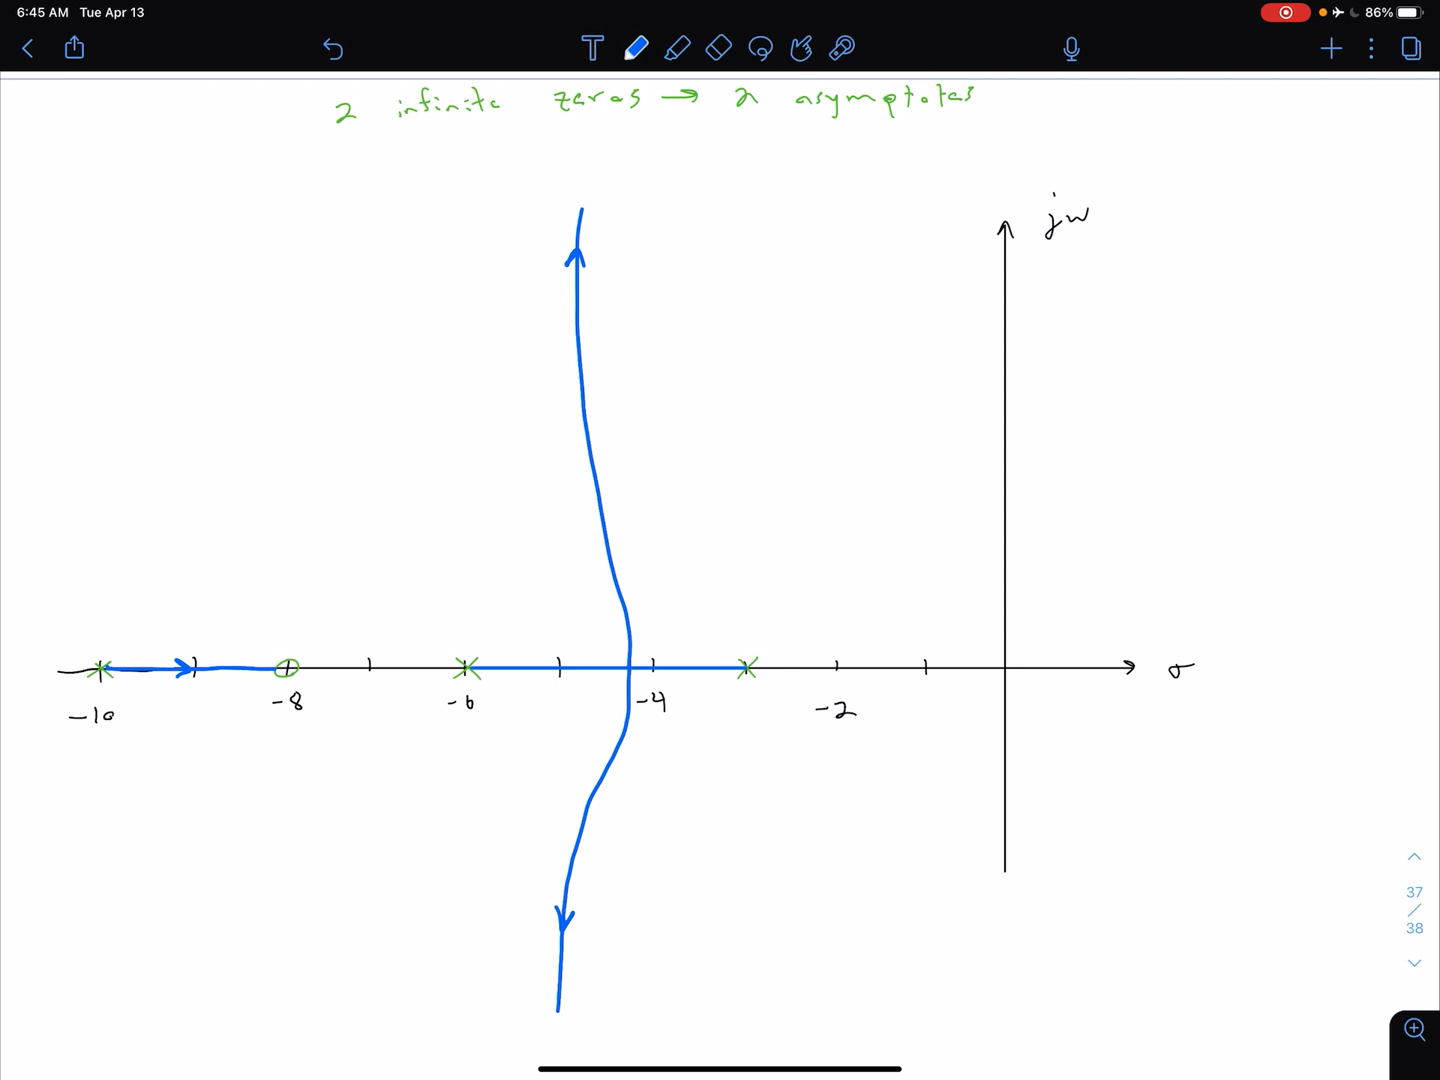 6:45 AM Tue Apr 13
86%
T
2 infinite zeros → 2 asymptotes
jω
σ
-10 -8 -6 -4 -2
37
/
38